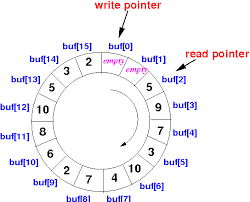 write pointer
buf[15] buf[0]
buf[14] 2 empty buf[1]
3 empty read pointer
buf[13] 5 5 buf[2]
buf[12] 10 9 buf[3]
buf[11] 8 7 buf[4]
buf[10] 6 3 buf[5]
buf[9] 2 10 buf[6]
7 4
buf[8] buf[7]